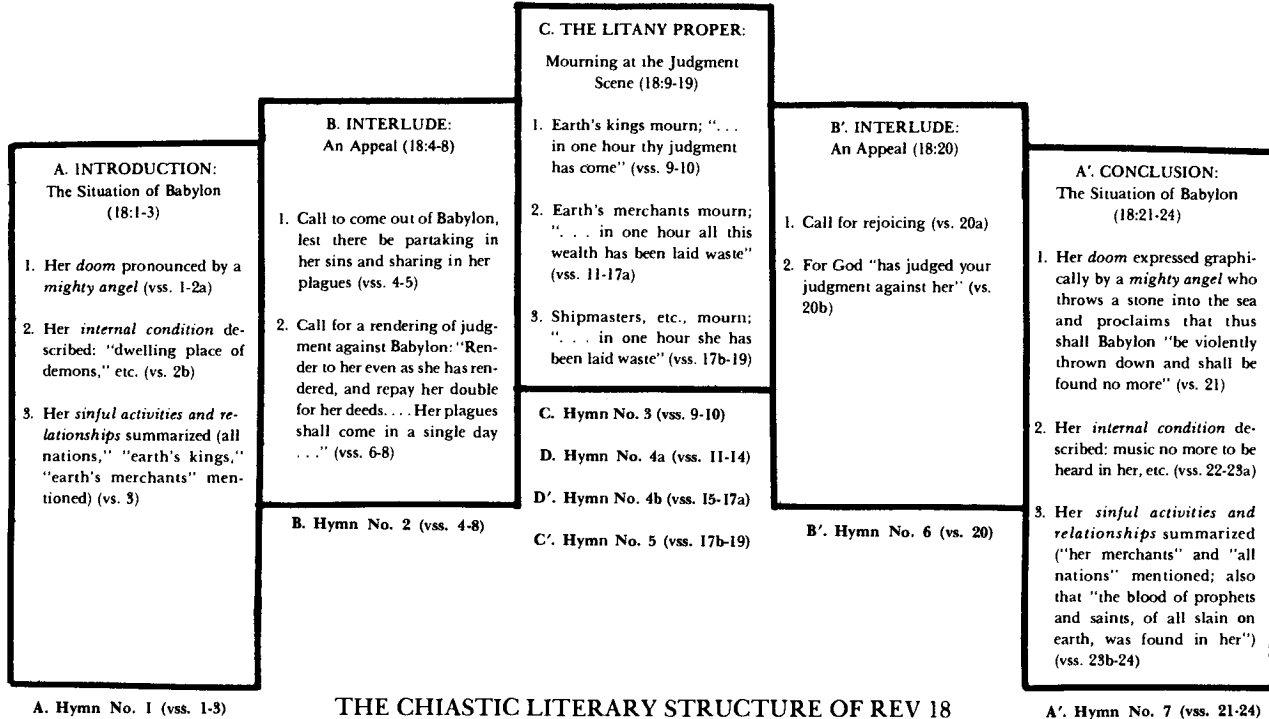 A. INTRODUCTION:
The Situation of Babylon
(18:1-3)
1. Her doom pronounced by a
mighty angel (vss. 1-2a)
2. Her internal condition de-
scribed: "dwelling place of
demons," etc. (vs. 2b)
3. Her sinful activities and re-
lationships summarized (all
nations," "earth's kings,"
"earth's merchants" men-
tioned) (vs. 3)
A. Hymn No. 1 (vss. 1-3)
B. INTERLUDE:
An Appeal (18:4-8)
1. Call to come out of Babylon,
lest there be partaking in
her sins and sharing in her
plagues (vss. 4-5)
2. Call for a rendering of judg-
ment against Babylon: "Ren-
der to her even as she has ren-
dered, and repay her double
for her deeds. . . . Her plagues
shall come in a single day
. . ." (vss. 6-8)
B. Hymn No. 2 (vss. 4-8)
C. THE LITANY PROPER:
Mourning at the Judgment
Scene (18:9-19)
1. Earth's kings mourn; ". . .
in one hour thy judgment
has come" (vss. 9-10)
2. Earth's merchants mourn;
". . . in one hour all this
wealth has been laid waste"
(vss. 11-17a)
3. Shipmasters, etc., mourn;
". . . in one hour she has
been laid waste" (vss. 17b-19)
C. Hymn No. 3 (vss. 9-10)
D. Hymn No. 4a (vss. 11-14)
D'. Hymn No. 4b (vss. 15-17a)
C'. Hymn No. 5 (vss. 17b-19)
B'. INTERLUDE:
An Appeal (18:20)
1. Call for rejoicing (vs. 20a)
2. For God "has judged your
judgment against her" (vs.
20b)
B'. Hymn No. 6 (vs. 20)
A'. CONCLUSION:
The Situation of Babylon
(18:21-24)
1. Her doom expressed graphi-
cally by a mighty angel who
throws a stone into the sea
and proclaims that thus
shall Babylon "be violently
thrown down and shall be
found no more" (vs. 21)
2. Her internal condition de-
scribed: music no more to be
heard in her, etc. (vss. 22-23a)
3. Her sinful activities and
relationships summarized
("her merchants" and "all
nations" mentioned; also
that "the blood of prophets
and saints, of all slain on
earth, was found in her")
(vss. 23b-24)
A'. Hymn No. 7 (vss. 21-24)
THE CHIASTIC LITERARY STRUCTURE OF REV 18